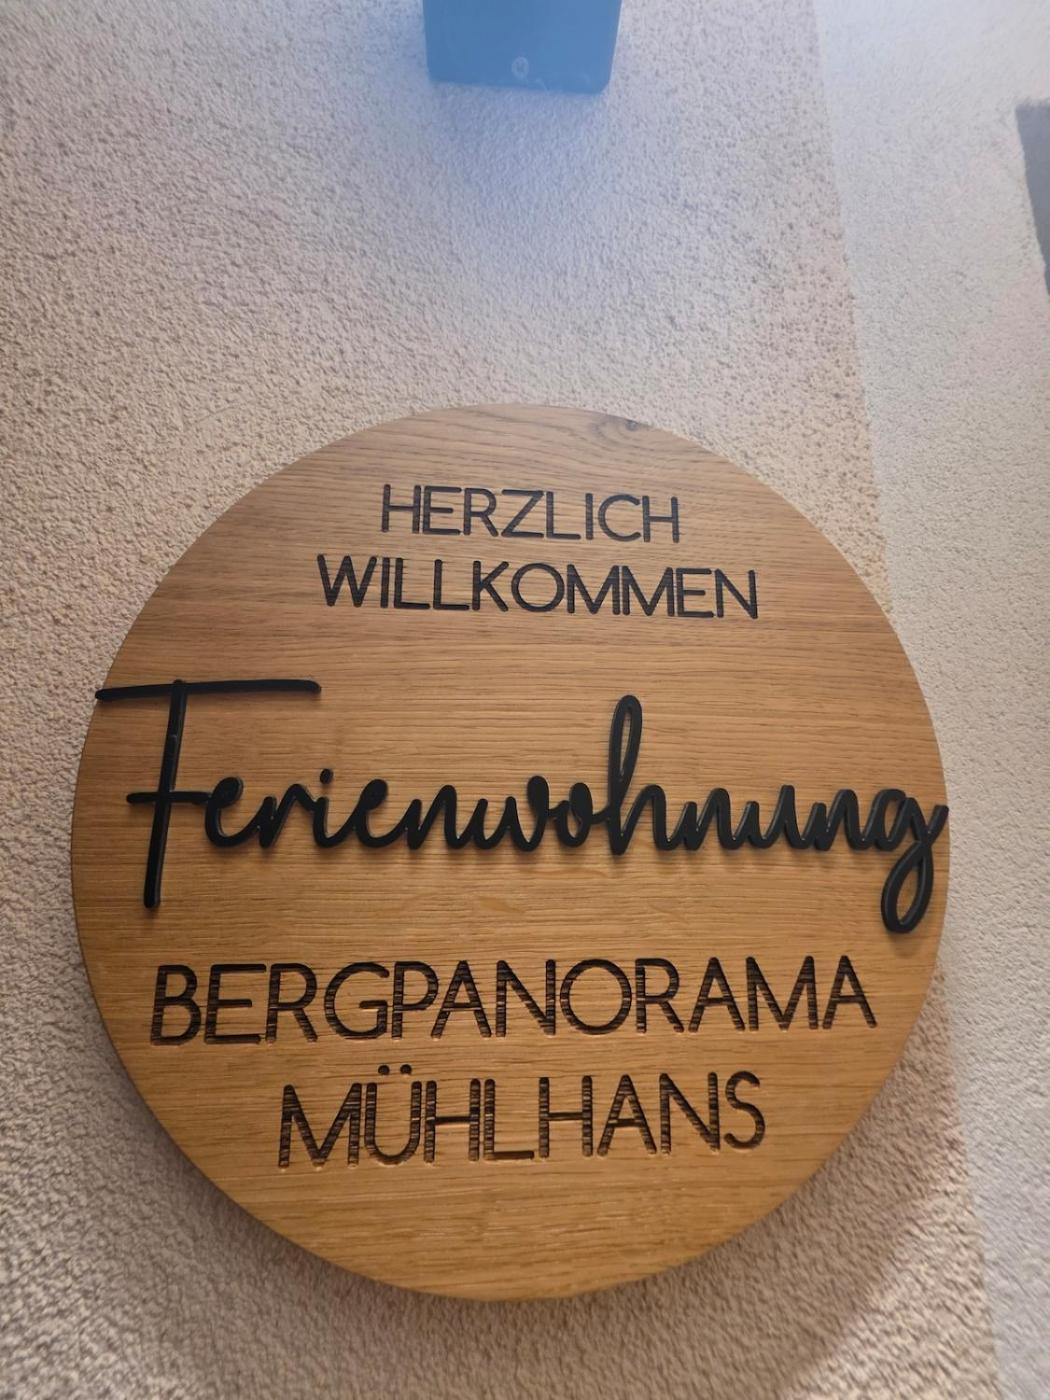 HERZLICH
WILLKOMMEN
Ferienwohnung
BERGPANORAMA
MÜHLHANS